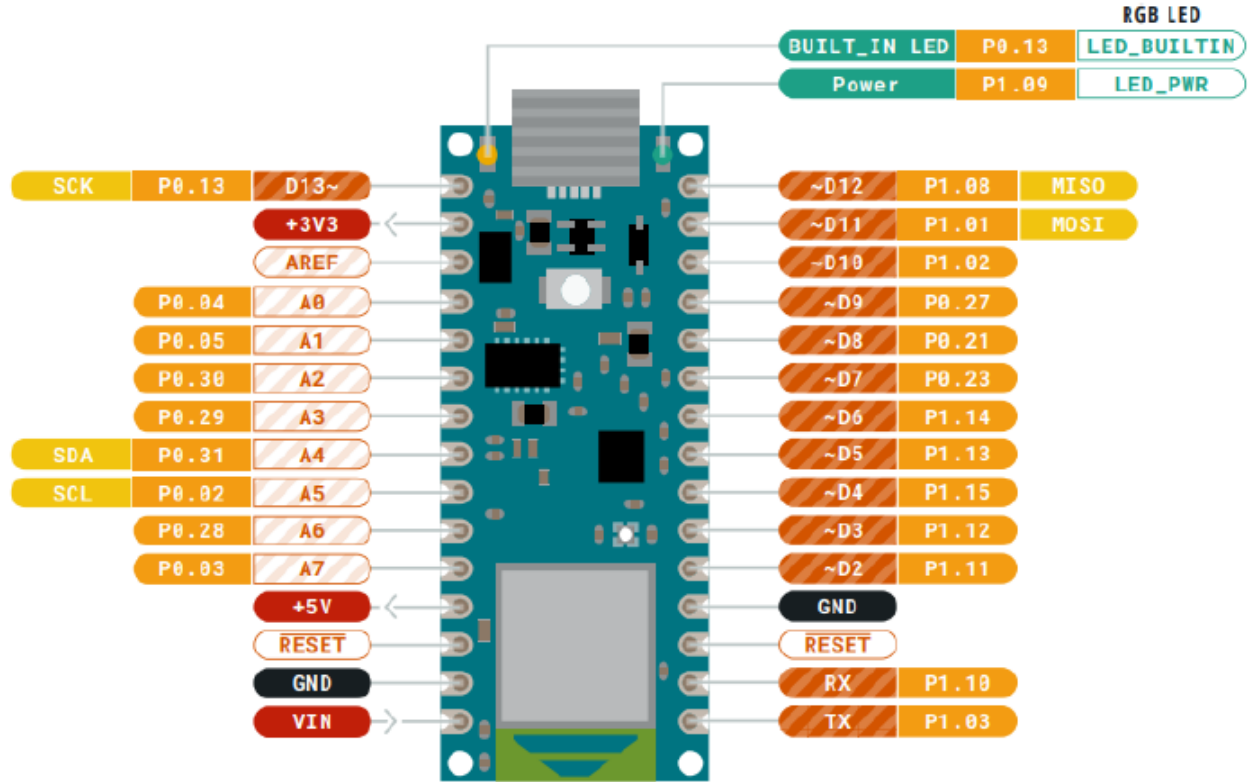 RGB LED
BUILT_IN LED P0.13 LED_BUILTIN
Power P1.09 LED_PWR
SCK P0.13 D13~ ~D12 P1.08 MISO
+3V3 ~D11 P1.01 MOSI
AREF ~D10 P1.02
P0.04 A0 ~D9 P0.27
P0.05 A1 ~D8 P0.21
P0.30 A2 ~D7 P0.23
P0.29 A3 ~D6 P1.14
SDA P0.31 A4 ~D5 P1.13
SCL P0.02 A5 ~D4 P1.15
P0.28 A6 ~D3 P1.12
P0.03 A7 ~D2 P1.11
+5V GND
RESET RESET
GND RX P1.10
VIN TX P1.03